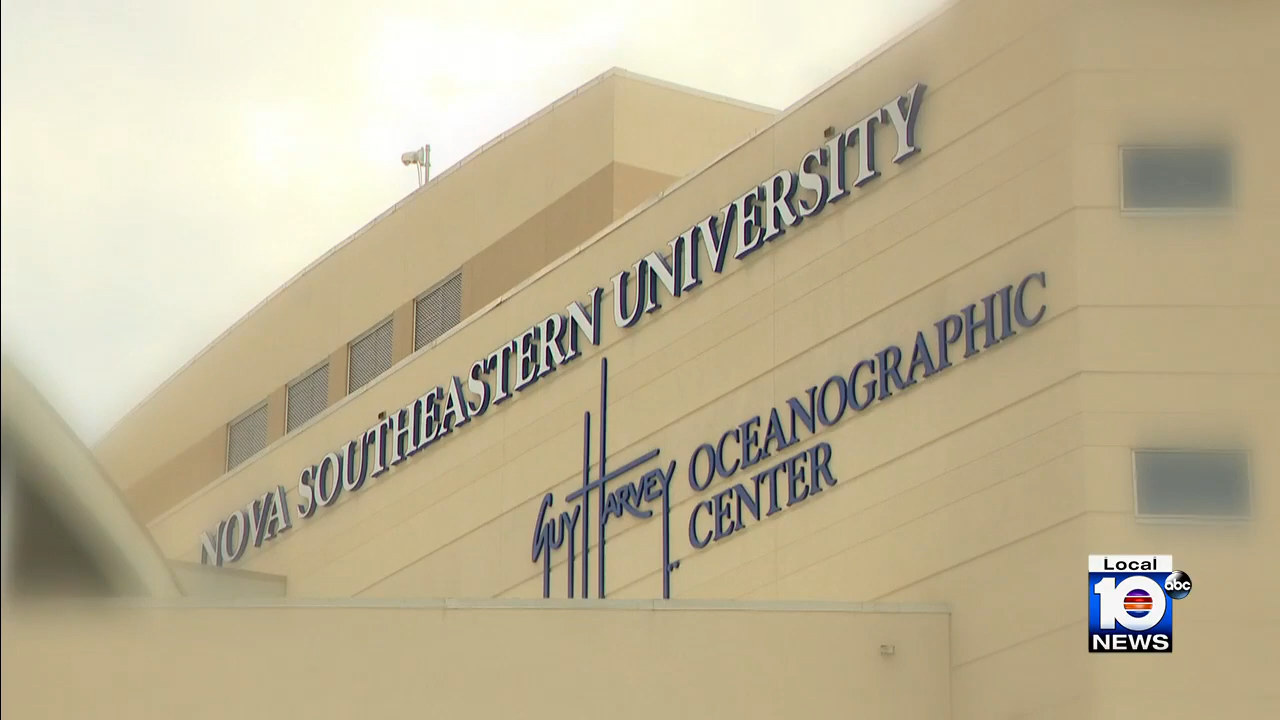 NOVA SOUTHEASTERN UNIVERSITY
GUY HARVEY
OCEANOGRAPHIC
CENTER
Local
10
abc
NEWS